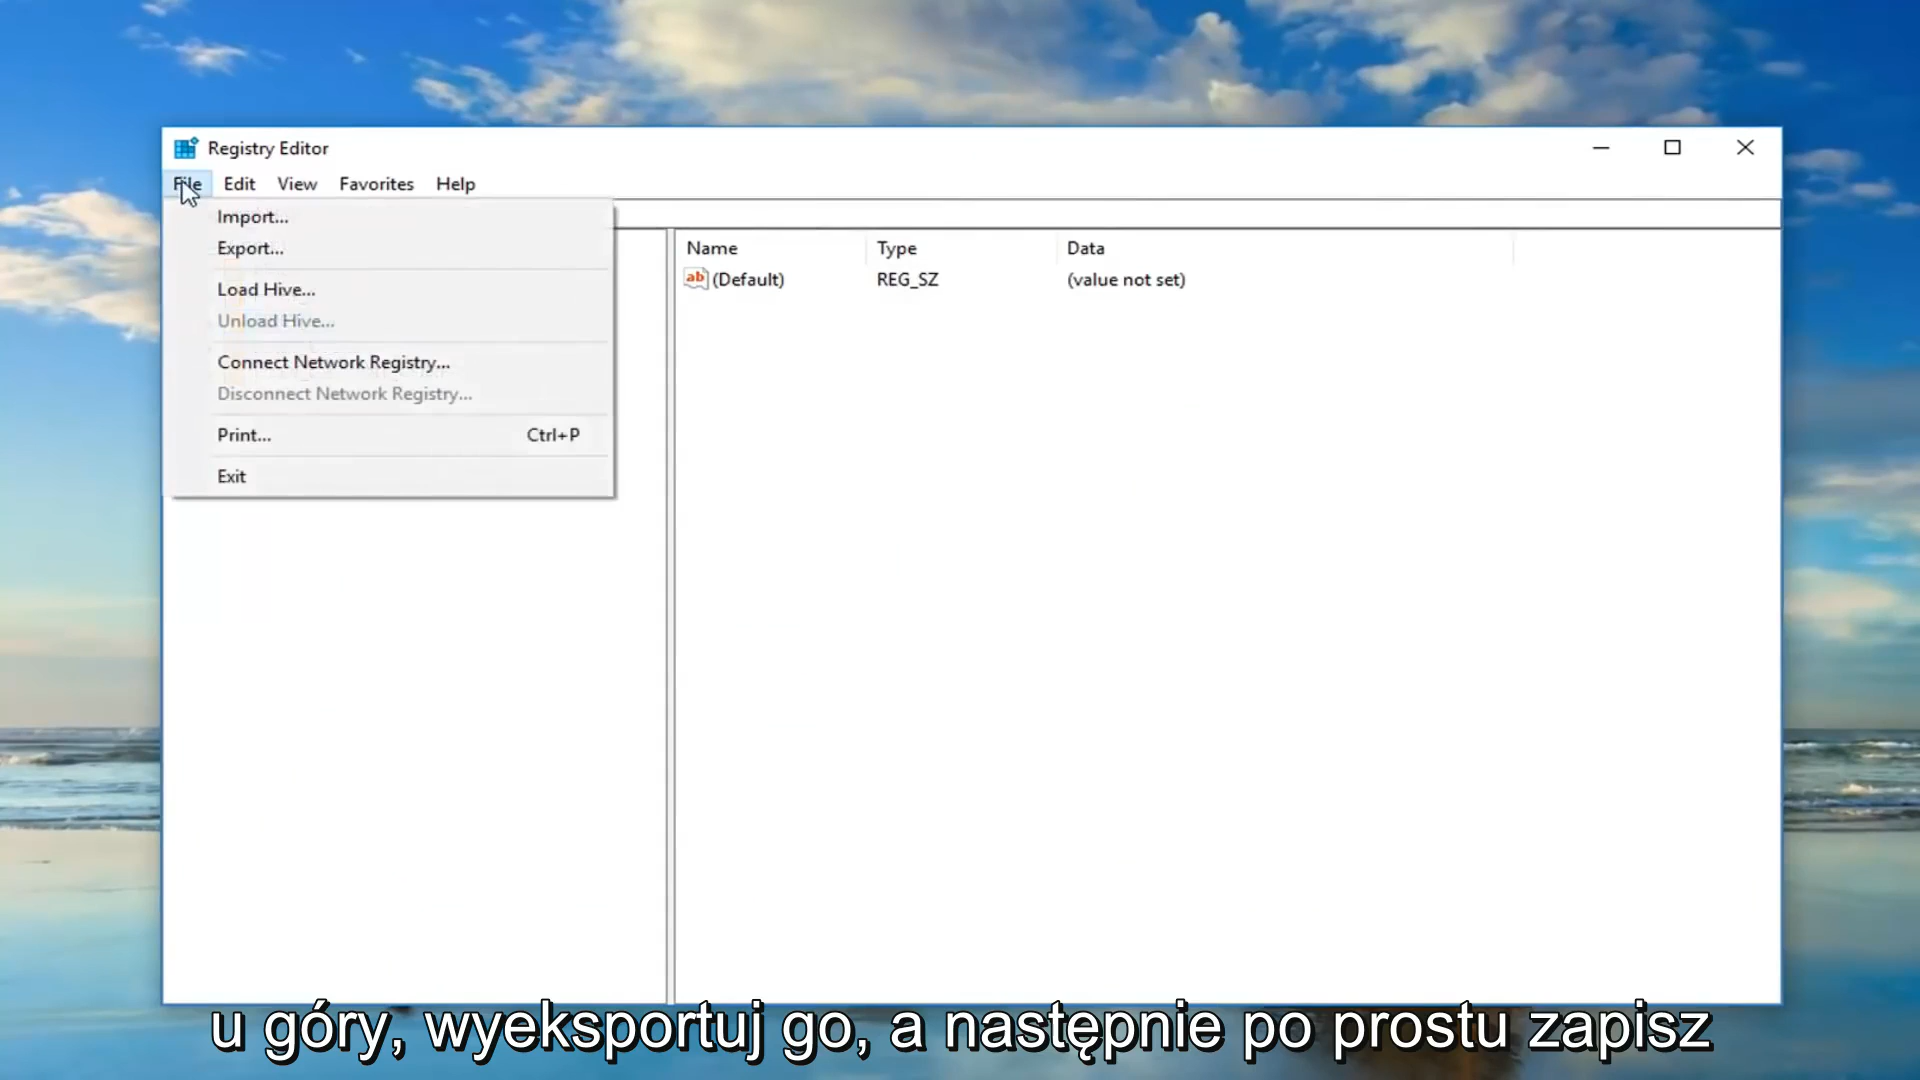 Registry Editor
File Edit View Favorites Help
Import...
Export...
Load Hive...
Unload Hive...
Connect Network Registry...
Disconnect Network Registry...
Print... Ctrl+P
Exit
Name Type Data
ab (Default) REG_SZ (value not set)
u góry, wyeksportuj go, a następnie po prostu zapisz